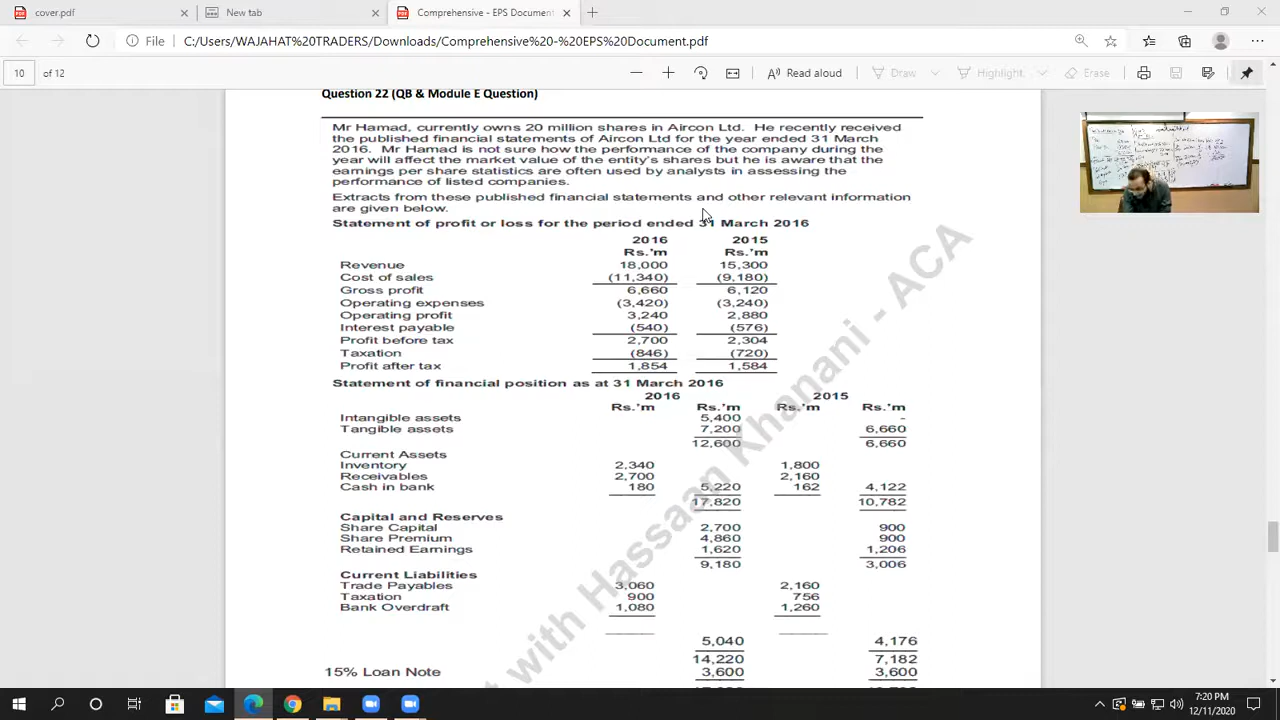 cover.pdf
New tab
Comprehensive - EPS Document
File
C:/Users/WAJAHAT%20TRADERS/Downloads/Comprehensive%20-%20EPS%20Document.pdf
10 of 12
Read aloud
Draw
Highlight
Erase
Question 22 (QB & Module E Question)
Mr Hamad, currently owns 20 million shares in Aircon Ltd. He recently received
the published financial statements of Aircon Ltd for the year ended 31 March
2016. Mr Hamad is not sure how the performance of the company during the
year will affect the market value of the entity's shares but he is aware that the
earnings per share statistics are often used by analysts in assessing the
performance of listed companies.
Extracts from these published financial statements and other relevant information
are given below.
Statement of profit or loss for the period ended 31 March 2016
2016 2015
Rs.'m Rs.'m
Revenue 18,000 15,300
Cost of sales (11,340) (9,180)
Gross profit 6,660 6,120
Operating expenses (3,420) (3,240)
Operating profit 3,240 2,880
Interest payable (540) (576)
Profit before tax 2,700 2,304
Taxation (846) (720)
Profit after tax 1,854 1,584
Statement of financial position as at 31 March 2016
2016 2015
Rs.'m Rs.'m Rs.'m Rs.'m
Intangible assets 5,400 -
Tangible assets 7,200 6,660
12,600 6,660
Current Assets
Inventory 2,340 1,800
Receivables 2,700 2,160
Cash in bank 180 5,220 162 4,122
17,820 10,782
Capital and Reserves
Share Capital 2,700 900
Share Premium 4,860 900
Retained Earnings 1,620 1,206
9,180 3,006
Current Liabilities
Trade Payables 3,060 2,160
Taxation 900 756
Bank Overdraft 1,080 1,260
5,040 4,176
14,220 7,182
15% Loan Note 3,600 3,600
with Hassaan Khanani - ACA
7:20 PM
12/11/2020